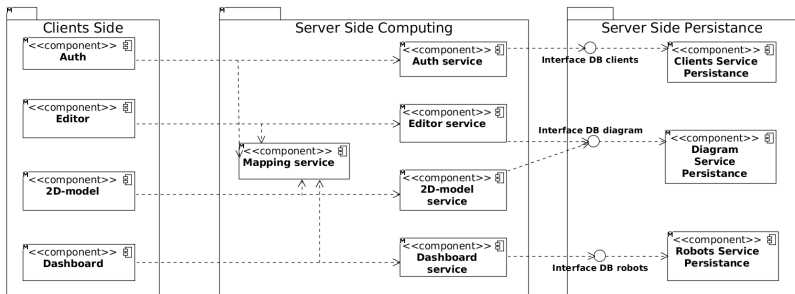 Clients Side
Server Side Computing
Server Side Persistance
M
M
M
M
<<component>>
Auth
M
<<component>>
Auth service
Interface DB clients
M
<<component>>
Clients Service
Persistance
M
<<component>>
Editor
M
<<component>>
Editor service
Interface DB diagram
M
<<component>>
Mapping service
M
<<component>>
Diagram
Service
Persistance
M
<<component>>
2D-model
M
<<component>>
2D-model
service
M
<<component>>
Dashboard
M
<<component>>
Dashboard
service
Interface DB robots
M
<<component>>
Robots Service
Persistance